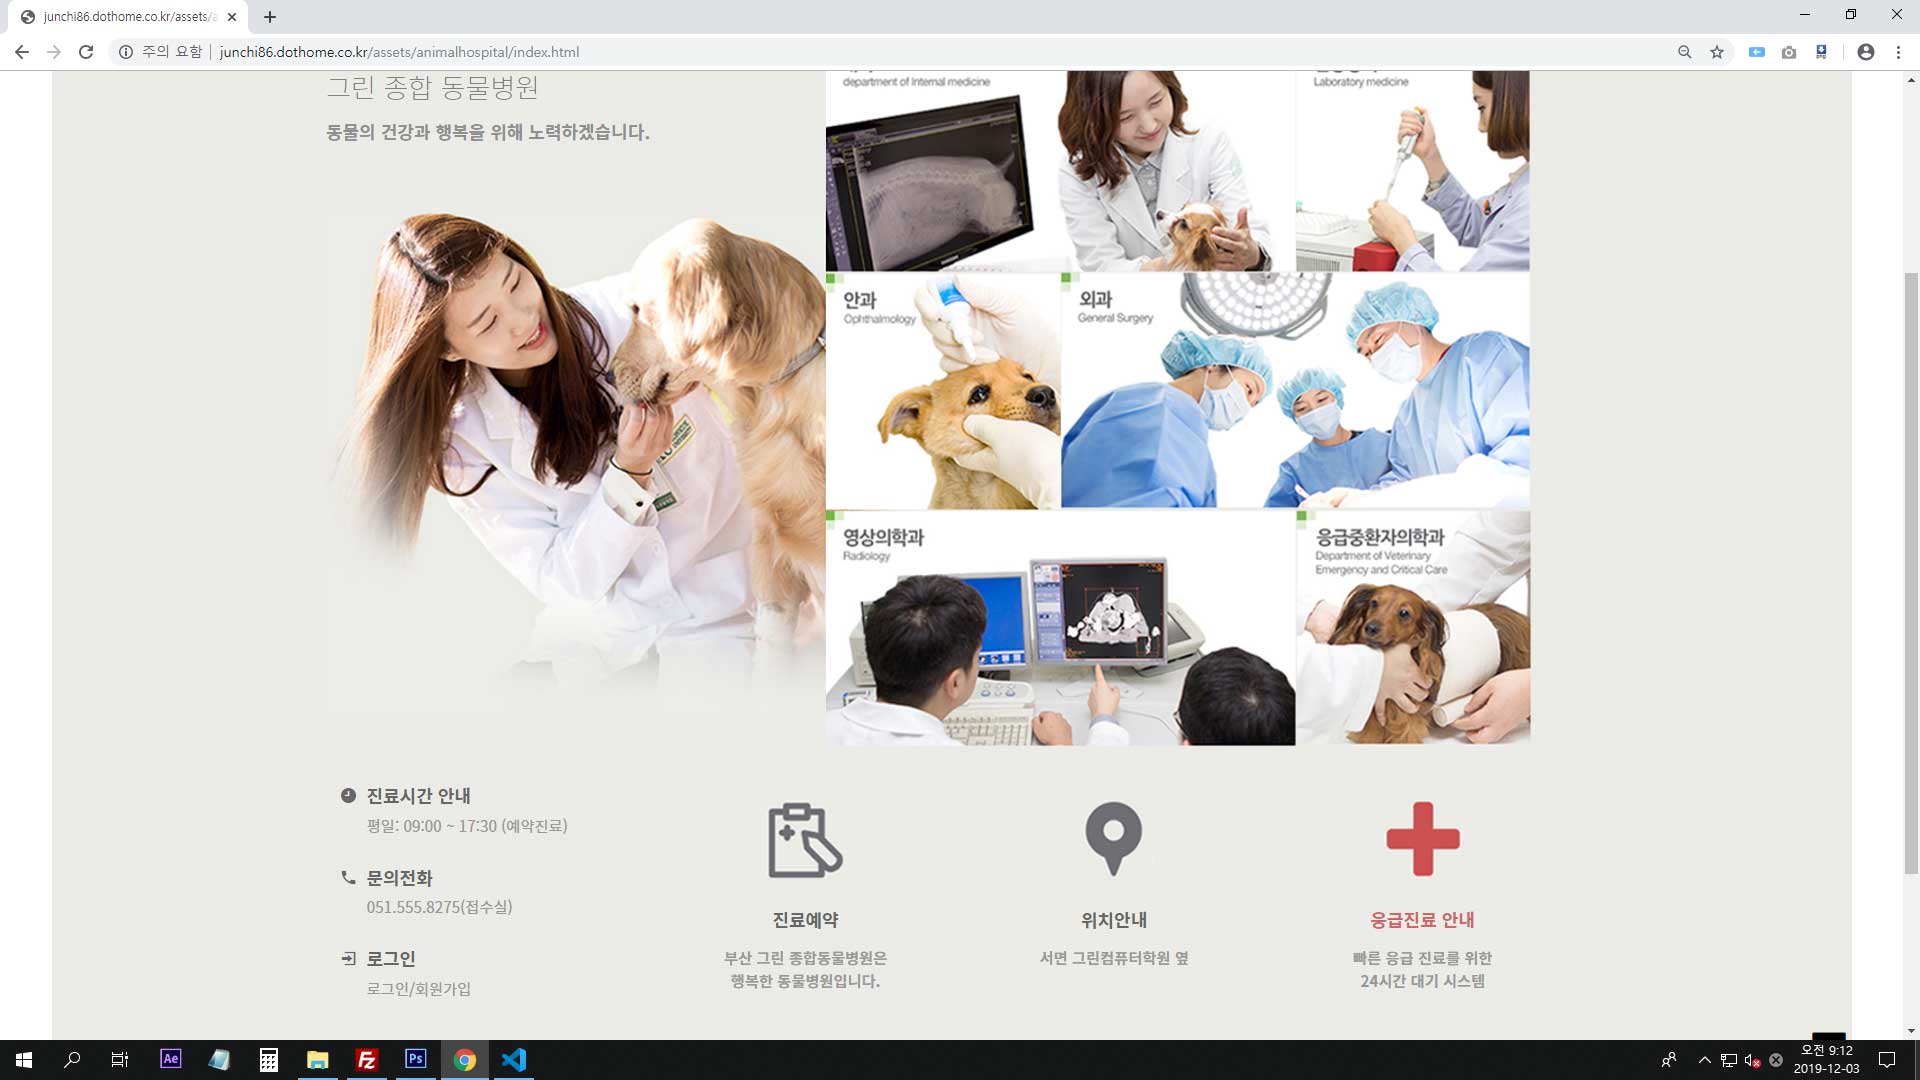 junchi86.dothome.co.kr/assets/a
주의 요함 | junchi86.dothome.co.kr/assets/animalhospital/index.html
그린 종합 동물병원
동물의 건강과 행복을 위해 노력하겠습니다.
department of Internal medicine
Laboratory medicine
안과
Ophthalmology
외과
General Surgery
영상의학과
Radiology
응급중환자의학과
Department of Veterinary
Emergency and Critical Care
진료시간 안내
평일: 09:00 ~ 17:30 (예약진료)
문의전화
051.555.8275(접수실)
로그인
로그인/회원가입
진료예약
부산 그린 종합동물병원은
행복한 동물병원입니다.
위치안내
서면 그린컴퓨터학원 옆
응급진료 안내
빠른 응급 진료를 위한
24시간 대기 시스템
Ae
Fz
Ps
오전 9:12
2019-12-03